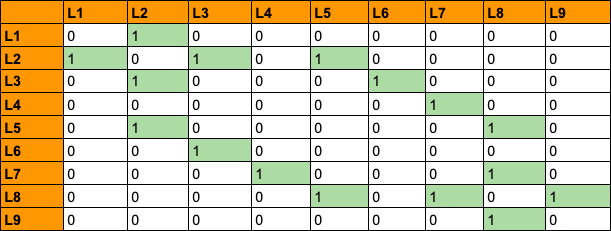 L1 L2 L3 L4 L5 L6 L7 L8 L9
L1 0 1 0 0 0 0 0 0 0
L2 1 0 1 0 1 0 0 0 0
L3 0 1 0 0 0 1 0 0 0
L4 0 0 0 0 0 0 1 0 0
L5 0 1 0 0 0 0 0 1 0
L6 0 0 1 0 0 0 0 0 0
L7 0 0 0 1 0 0 0 1 0
L8 0 0 0 0 1 0 1 0 1
L9 0 0 0 0 0 0 0 1 0